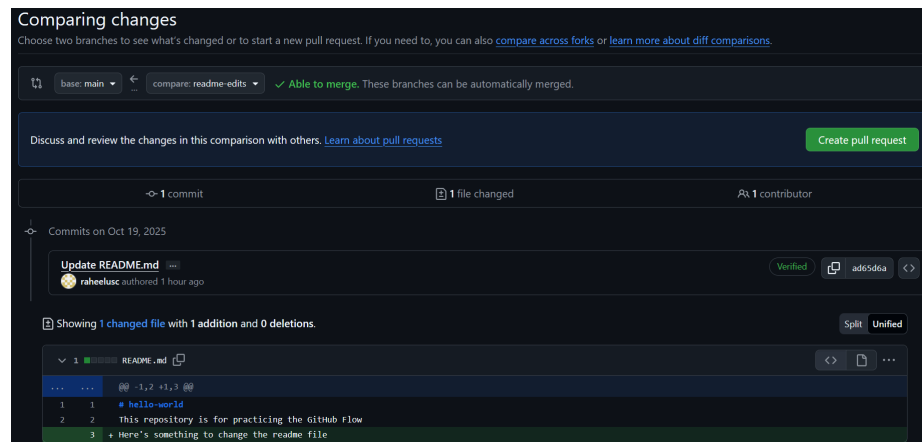 Comparing changes
Choose two branches to see what's changed or to start a new pull request. If you need to, you can also compare across forks or learn more about diff comparisons.
base: main ← compare: readme-edits ✓ Able to merge. These branches can be automatically merged.
...
Discuss and review the changes in this comparison with others. Learn about pull requests Create pull request
1 commit 1 file changed 1 contributor
Commits on Oct 19, 2025
Update README.md ...
Verified ad65d6a <>
raheelusc authored 1 hour ago
Showing 1 changed file with 1 addition and 0 deletions. Split Unified
1 README.md <> ...
... ... @@ -1,2 +1,3 @@
1 1 # hello-world
2 2 This repository is for practicing the GitHub Flow
3 + Here's something to change the readme file